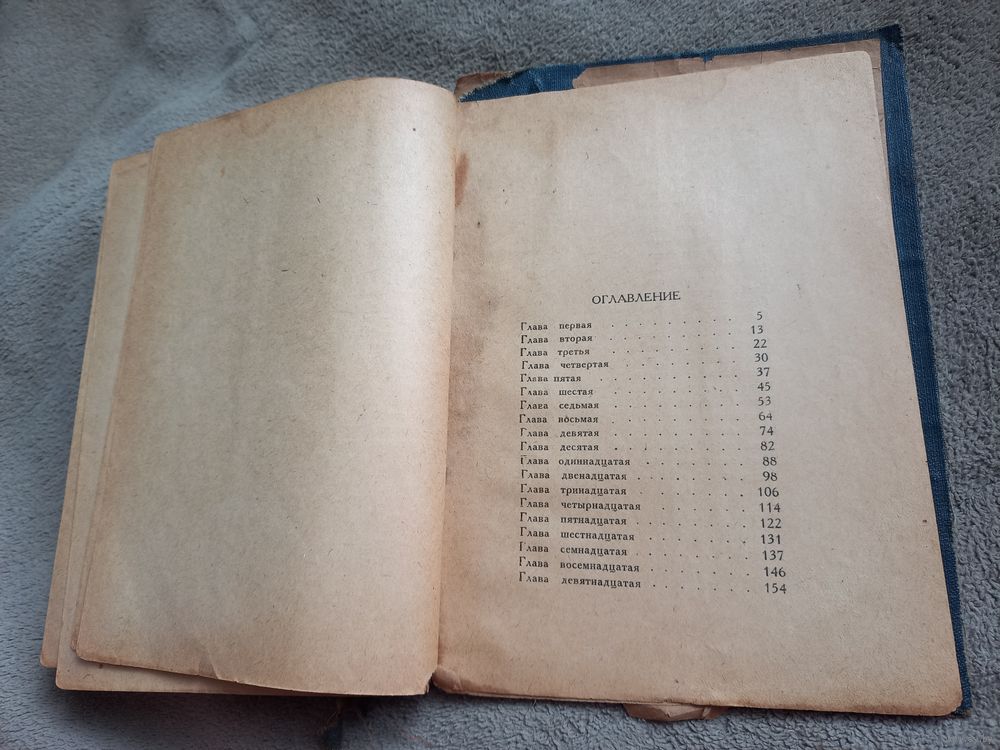 ОГЛАВЛЕНИЕ
Глава первая . . . . . . . . . 5
Глава вторая . . . . . . . . . 13
Глава третья . . . . . . . . . 22
Глава четвертая . . . . . . . . 30
Глава пятая . . . . . . . . . 37
Глава шестая . . . . . . . . . 45
Глава седьмая . . . . . . . . . 53
Глава восьмая . . . . . . . . . 64
Глава девятая . . . . . . . . . 74
Глава десятая . . . . . . . . . 82
Глава одиннадцатая . . . . . . . 88
Глава двенадцатая . . . . . . . 98
Глава тринадцатая . . . . . . . 106
Глава четырнадцатая . . . . . . . 114
Глава пятнадцатая . . . . . . . 122
Глава шестнадцатая . . . . . . . 131
Глава семнадцатая . . . . . . . 137
Глава восемнадцатая . . . . . . . 146
Глава девятнадцатая . . . . . . . 154